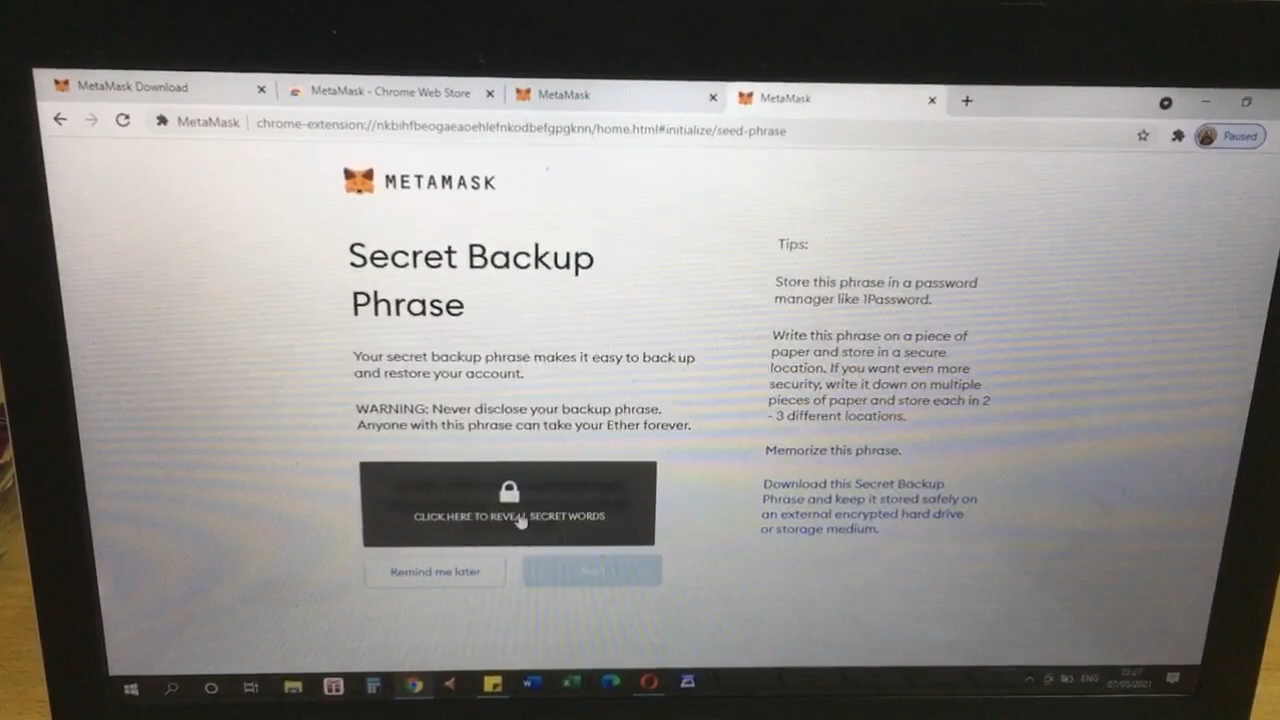 MetaMask Download
MetaMask - Chrome Web Store
MetaMask
MetaMask
MetaMask
chrome-extension://nkbihfbeogaeaoehlefnkodbefgpgknn/home.html#initialize/seed-phrase
Paused
METAMASK
Secret Backup
Phrase
Your secret backup phrase makes it easy to back up
and restore your account.
WARNING: Never disclose your backup phrase.
Anyone with this phrase can take your Ether forever.
CLICK HERE TO REVEAL SECRET WORDS
Remind me later
Tips:
Store this phrase in a password
manager like 1Password.
Write this phrase on a piece of
paper and store in a secure
location. If you want even more
security, write it down on multiple
pieces of paper and store each in 2
- 3 different locations.
Memorize this phrase.
Download this Secret Backup
Phrase and keep it stored safely on
an external encrypted hard drive
or storage medium.
ENG
07/05/2021